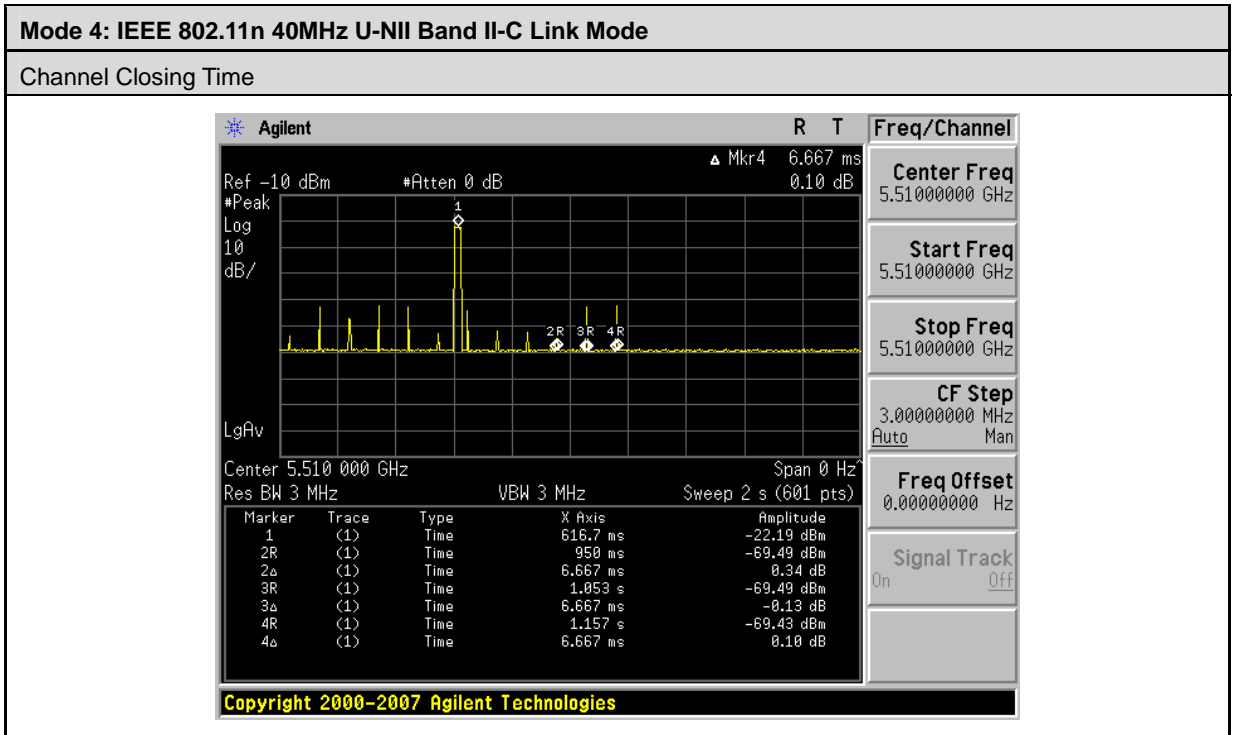 Mode 4: IEEE 802.11n 40MHz U-NII Band II-C Link Mode
Channel Closing Time
Agilent R T Freq/Channel
Δ Mkr4 6.667 ms
Ref -10 dBm #Atten 0 dB 0.10 dB
#Peak
Log
10
dB/
1
2R 3R 4R
LgAv
Center 5.510 000 GHz Span 0 Hz^
Res BW 3 MHz VBW 3 MHz Sweep 2 s (601 pts)
Marker Trace Type X Axis Amplitude
1 (1) Time 616.7 ms -22.19 dBm
2R (1) Time 950 ms -69.49 dBm
2Δ (1) Time 6.667 ms 0.34 dB
3R (1) Time 1.053 s -69.49 dBm
3Δ (1) Time 6.667 ms -0.13 dB
4R (1) Time 1.157 s -69.43 dBm
4Δ (1) Time 6.667 ms 0.10 dB
Center Freq
5.51000000 GHz
Start Freq
5.51000000 GHz
Stop Freq
5.51000000 GHz
CF Step
3.00000000 MHz
Auto Man
Freq Offset
0.00000000 Hz
Signal Track
On Off
Copyright 2000-2007 Agilent Technologies